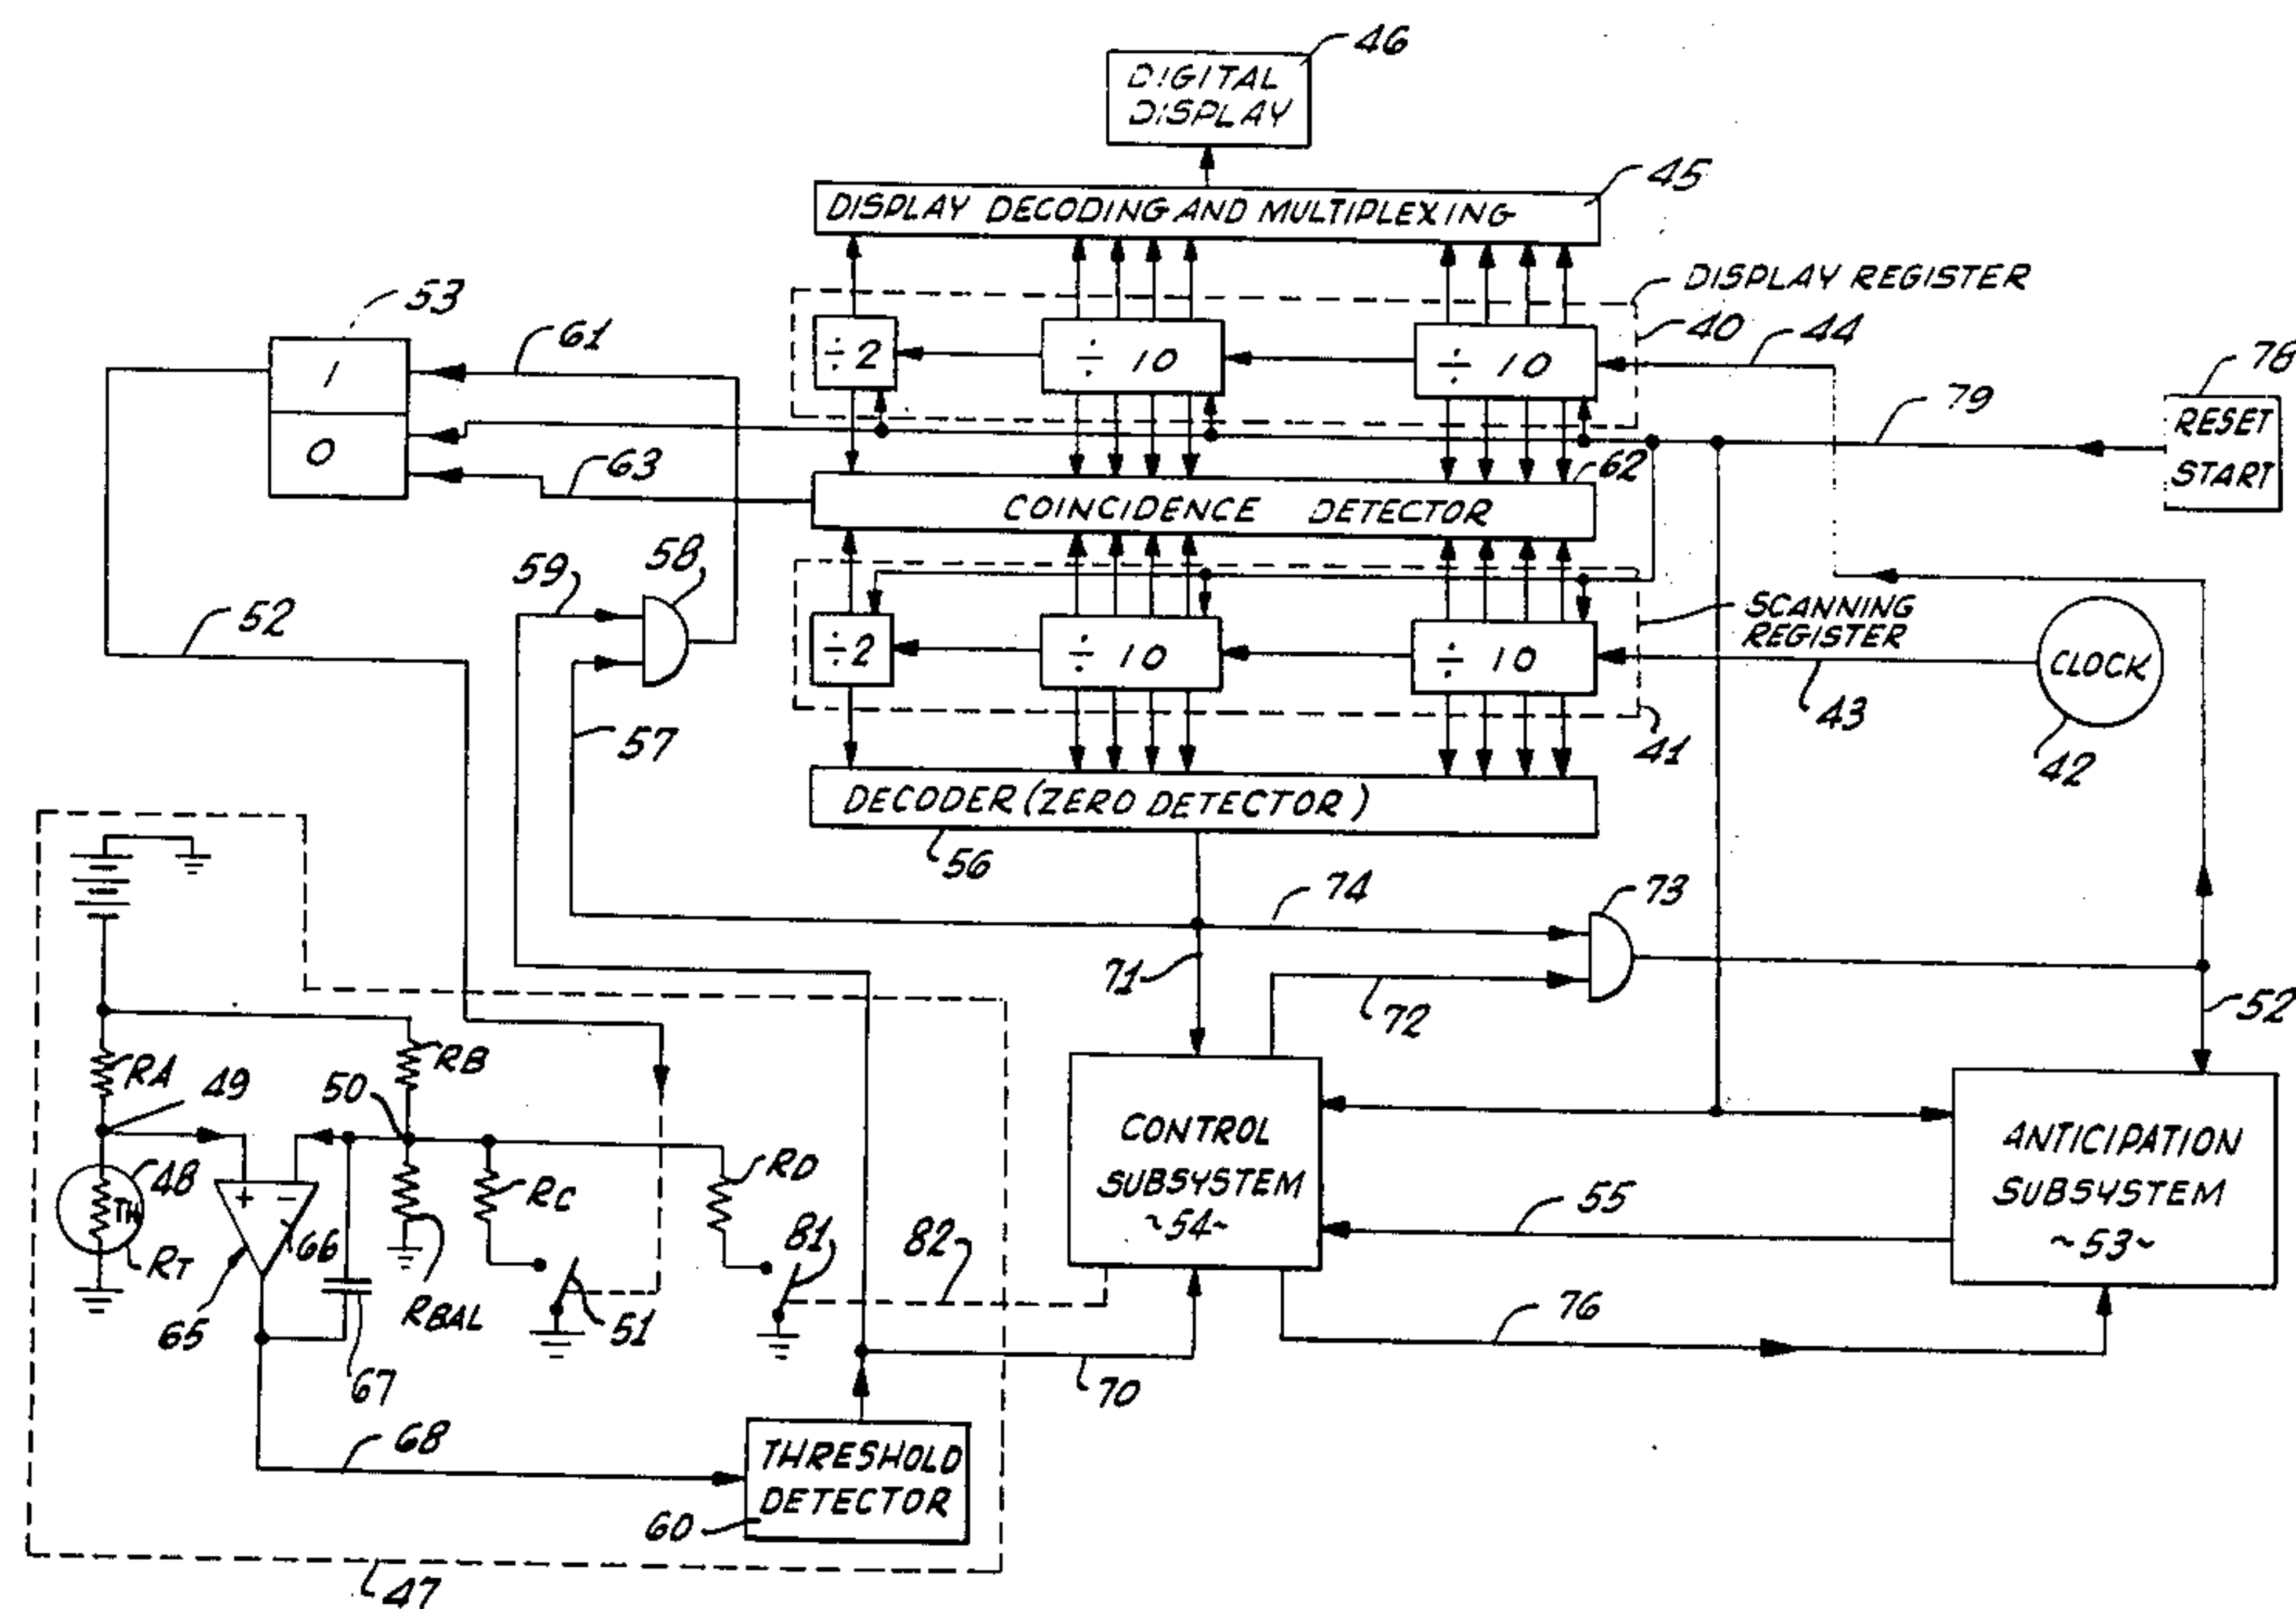 46
DIGITAL
DISPLAY
45
DISPLAY DECODING AND MULTIPLEXING
DISPLAY REGISTER
53
61
÷2
÷ 10
÷ 10
40
44
78
1
0
79
RESET
START
63
62
COINCIDENCE DETECTOR
59
58
52
÷2
÷ 10
÷ 10
SCANNING
REGISTER
CLOCK
57
43
41
42
DECODER (ZERO DETECTOR)
56
74
73
71
72
52
RA
49
RB
50
CONTROL
SUBSYSTEM
~54~
ANTICIPATION
SUBSYSTEM
~53~
48
TH
RT
+
-
66
RC
RD
55
81
82
65
RBAL
51
67
76
70
68
THRESHOLD
DETECTOR
60
47